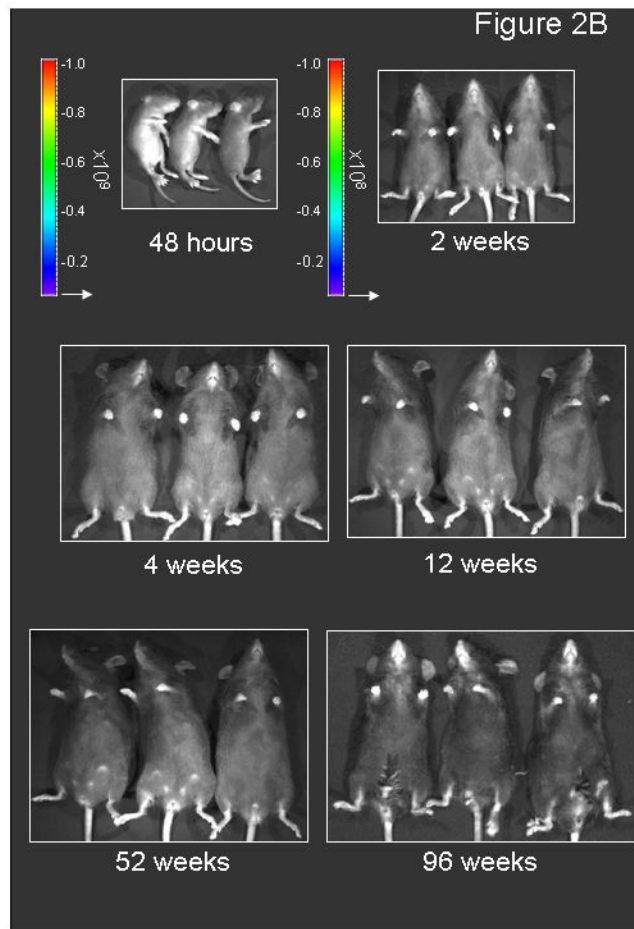 Figure 2B
-1.0
-0.8
-0.6
-0.4
-0.2
x10⁹
-1.0
-0.8
-0.6
-0.4
-0.2
x10⁸
48 hours
2 weeks
4 weeks
12 weeks
52 weeks
96 weeks